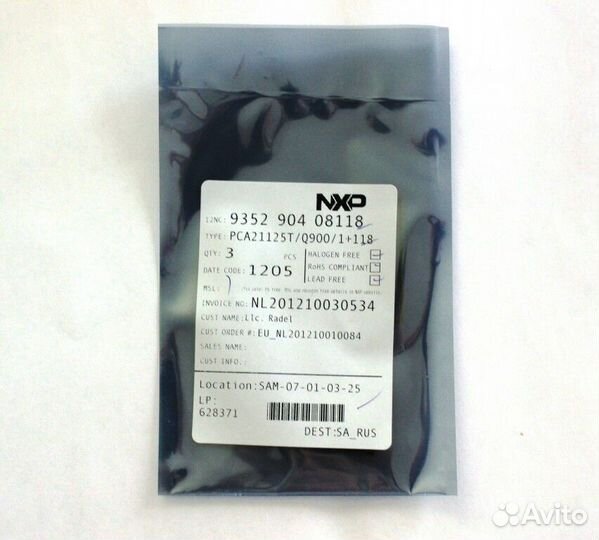 NXP
12NC: 9352 904 08118
TYPE: PCA21125T/Q900/1+118
QTY: 3 PCS
HALOGEN FREE
DATE CODE: 1205
RoHS COMPLIANT
LEAD FREE
MSL:
INVOICE NO: NL201210030534
CUST NAME: Llc. Radel
CUST ORDER #: EU_NL201210010084
SALES NAME:
CUST INFO.:
Location: SAM-07-01-03-25
LP:
628371
DEST:SA_RUS
Avito